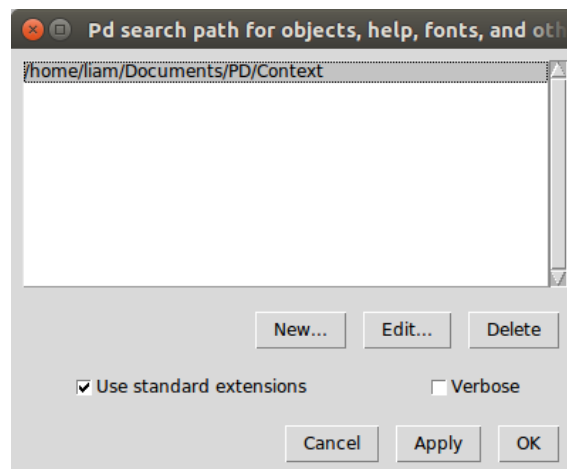 Pd search path for objects, help, fonts, and oth
/home/liam/Documents/PD/Context
New... Edit... Delete
Use standard extensions Verbose
Cancel Apply OK